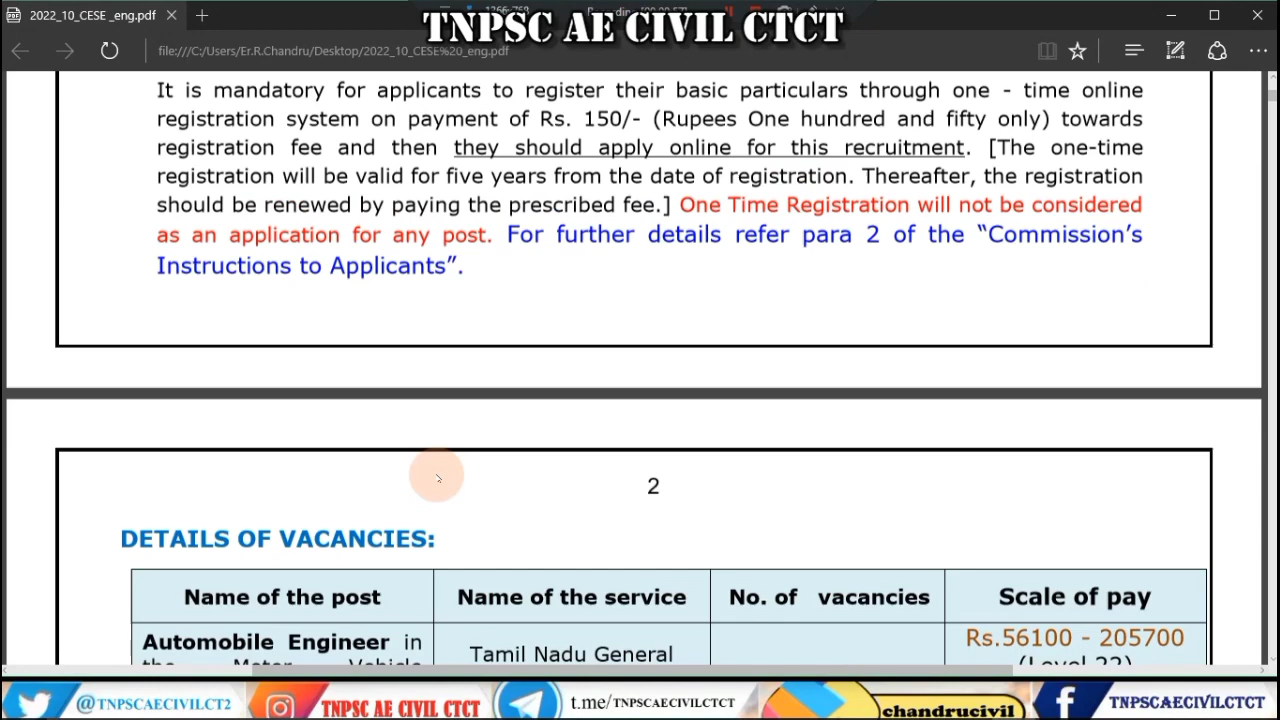 2022_10_CESE _eng.pdf
TNPSC AE CIVIL CTCT
file:///C:/Users/Er.R.Chandru/Desktop/2022_10_CESE%20_eng.pdf
It is mandatory for applicants to register their basic particulars through one - time online
registration system on payment of Rs. 150/- (Rupees One hundred and fifty only) towards
registration fee and then they should apply online for this recruitment. [The one-time
registration will be valid for five years from the date of registration. Thereafter, the registration
should be renewed by paying the prescribed fee.] One Time Registration will not be considered
as an application for any post. For further details refer para 2 of the “Commission’s
Instructions to Applicants”.
2
DETAILS OF VACANCIES:
Name of the post Name of the service No. of vacancies Scale of pay
Automobile Engineer in Tamil Nadu General Rs.56100 - 205700
the Motor Vehicle (Level 22)
@TNPSCAECIVILCT2 TNPSC AE CIVIL CTCT t.me/TNPSCAECIVILCTCT chandrucivil TNPSCAECIVILCTCT